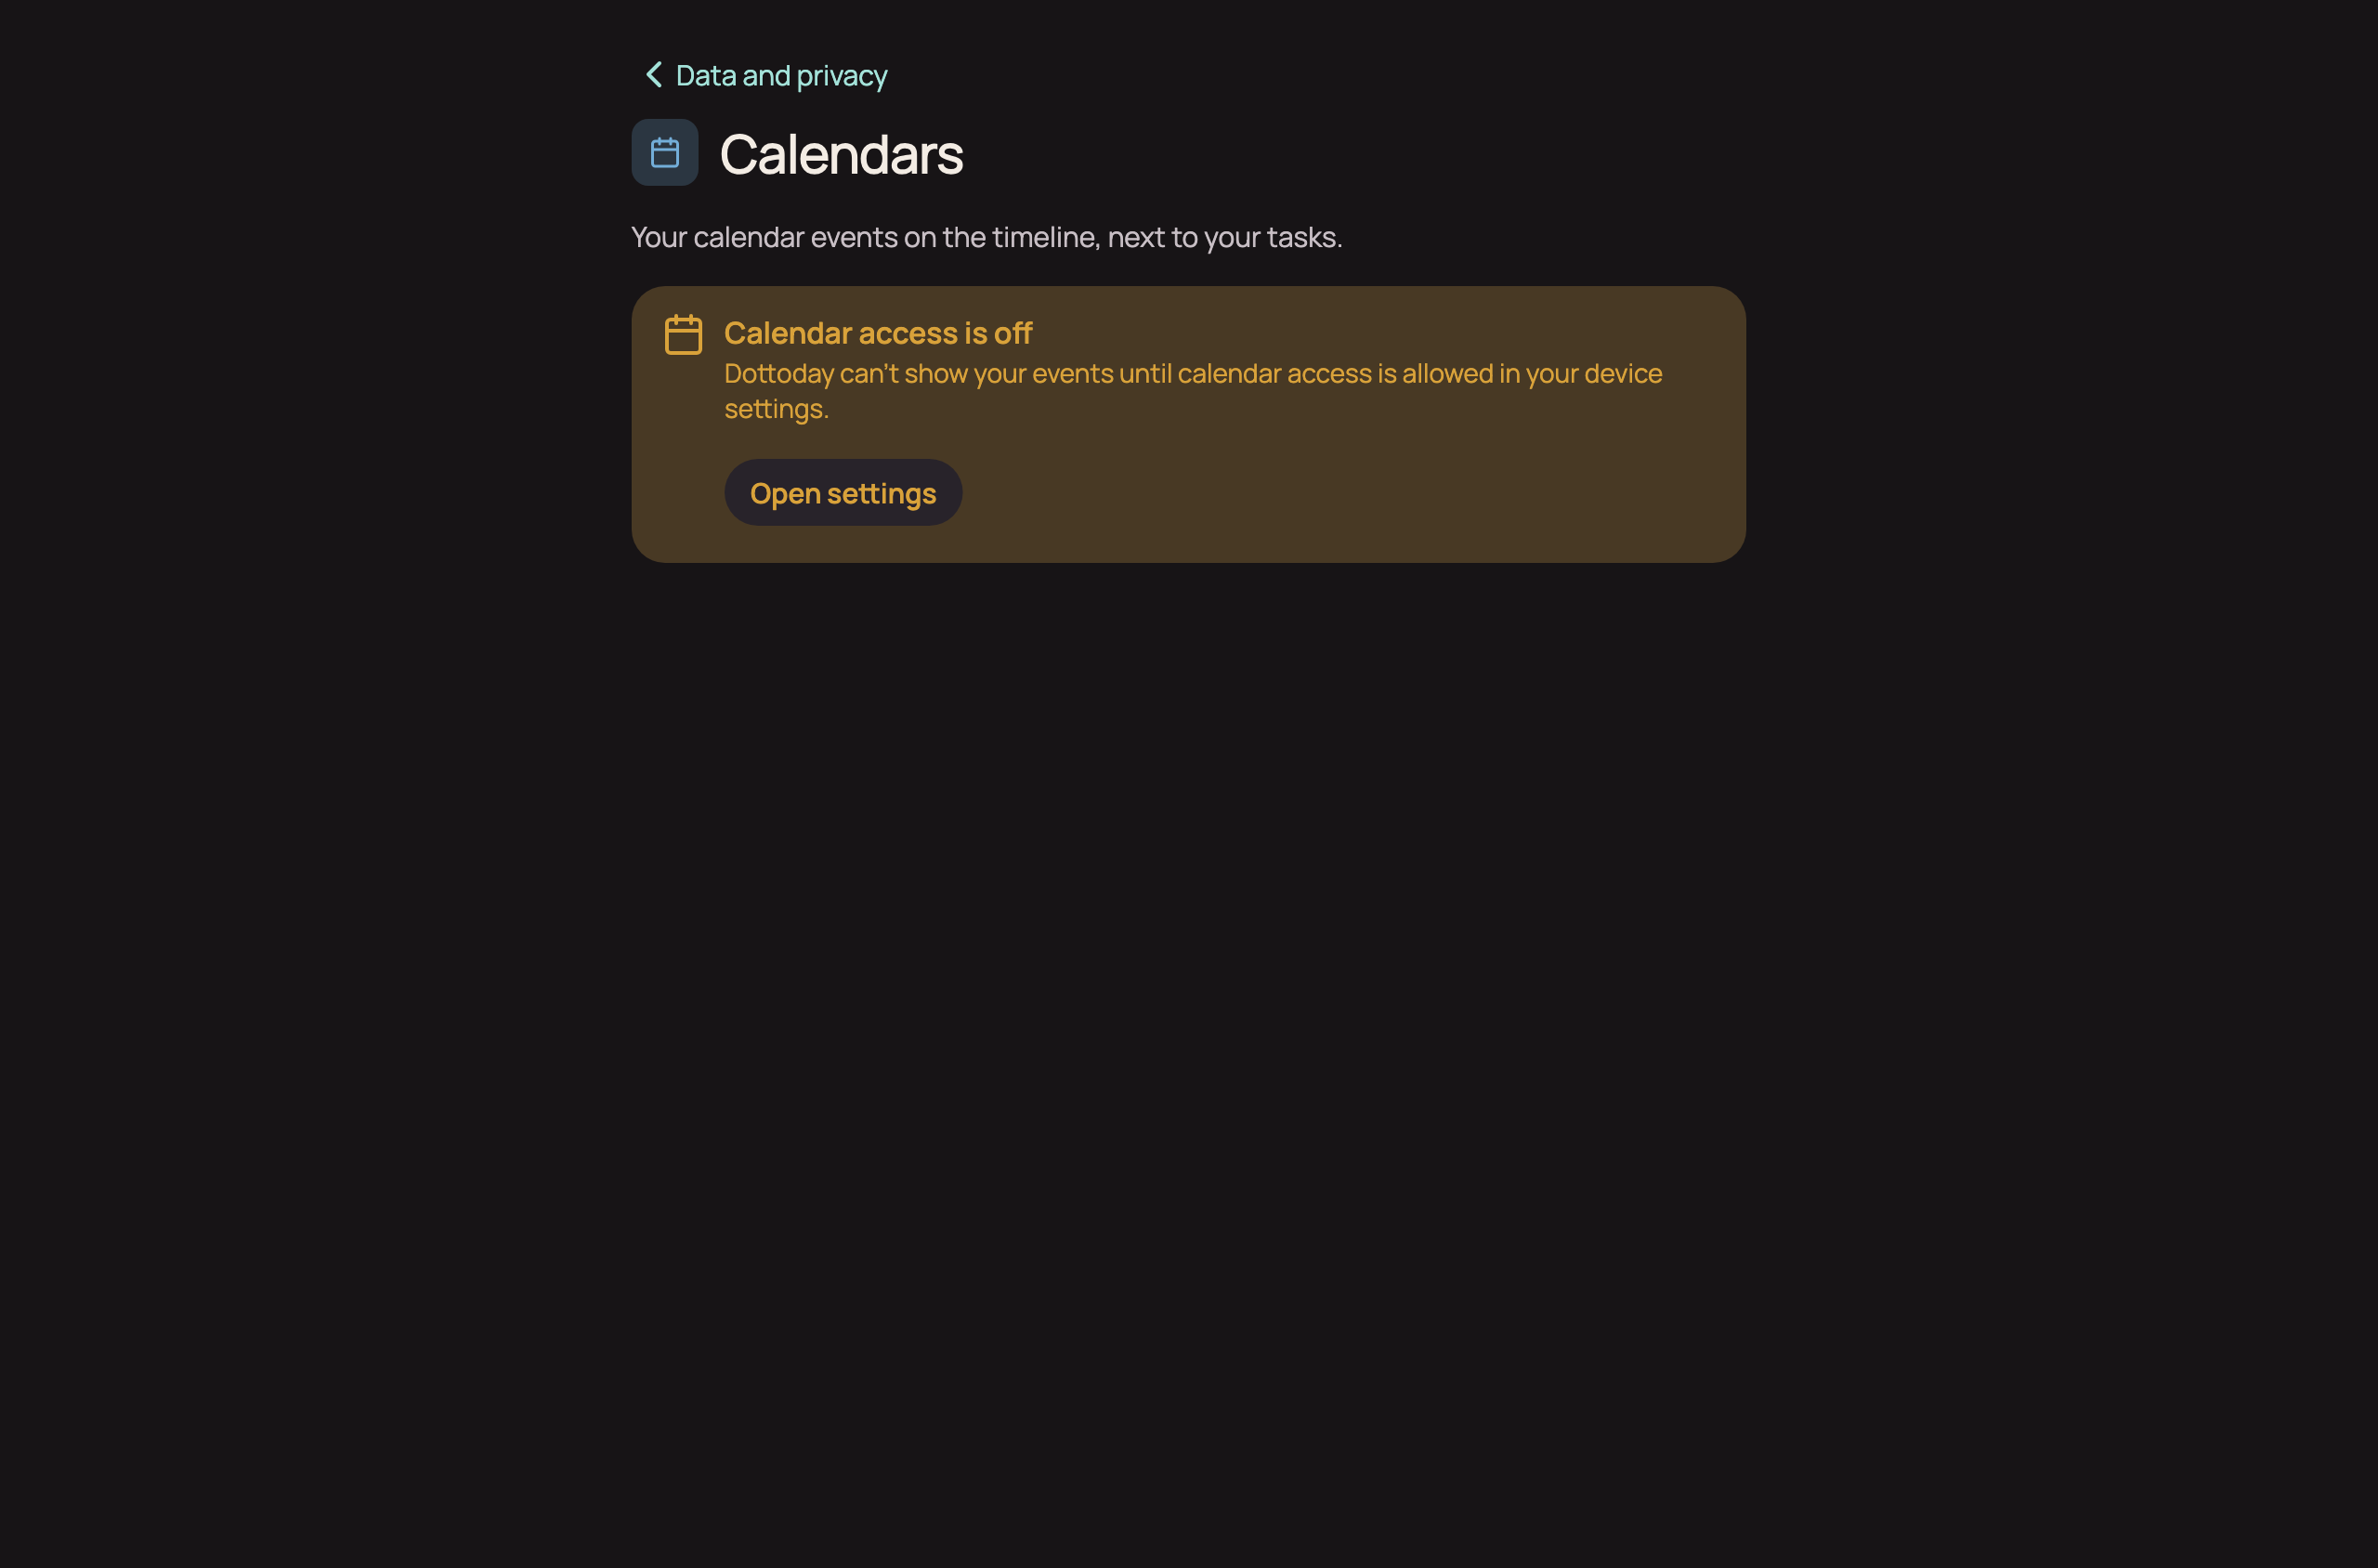 Data and privacy
Calendars
Your calendar events on the timeline, next to your tasks.
Calendar access is off
Dottoday can’t show your events until calendar access is allowed in your device
settings.
Open settings